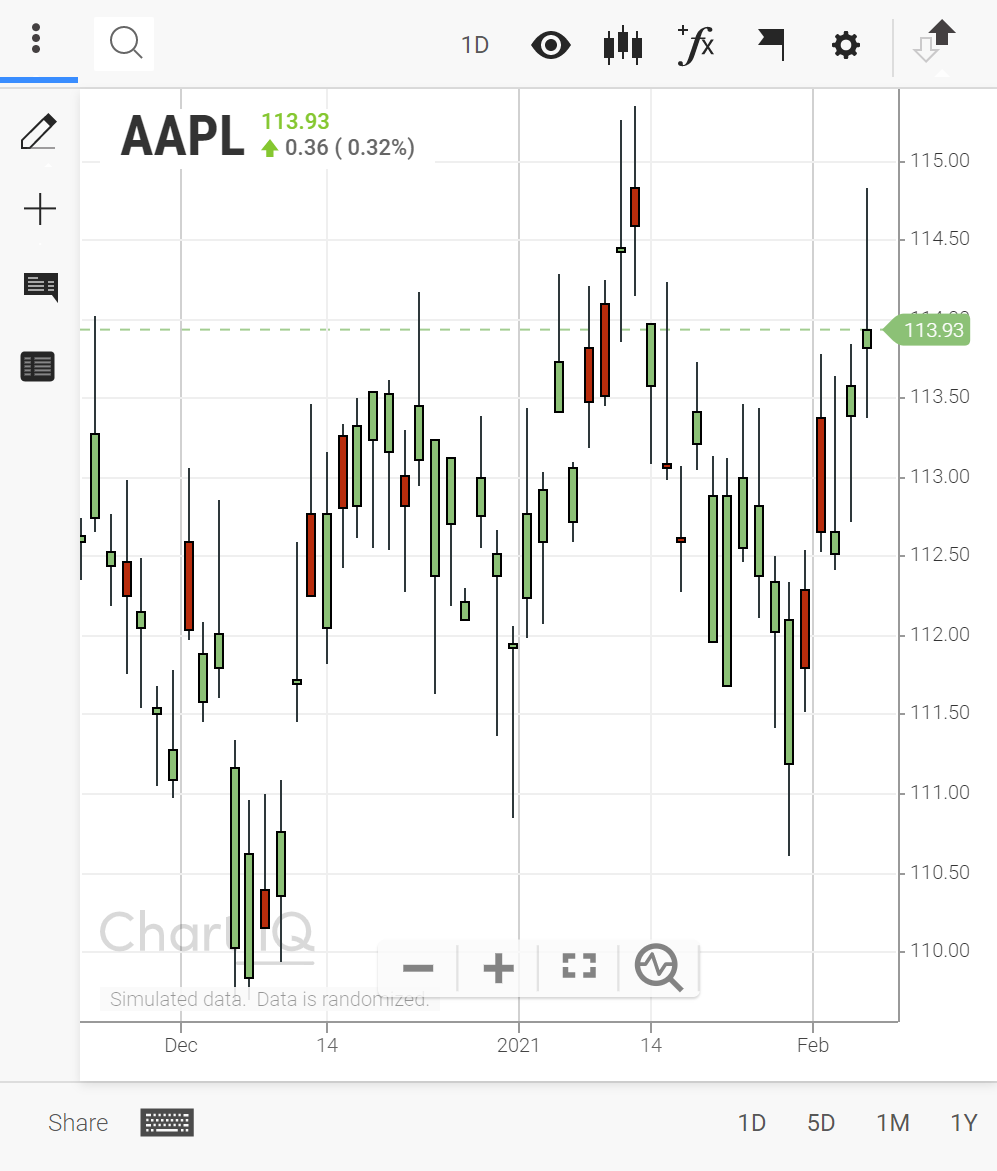 1D
AAPL
113.93
0.36 ( 0.32%)
115.00
114.50
113.93
113.50
113.00
112.50
112.00
111.50
111.00
110.50
110.00
ChartIQ
Simulated data. Data is randomized.
Dec 14 2021 14 Feb
Share 1D 5D 1M 1Y